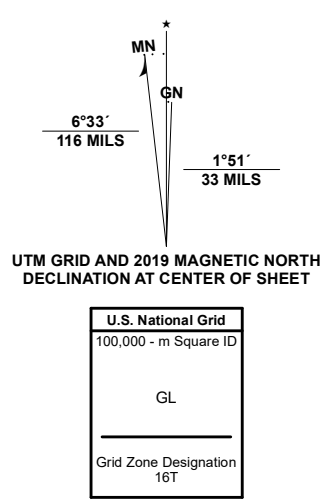 MN
GN
6°33´
116 MILS
1°51´
33 MILS
UTM GRID AND 2019 MAGNETIC NORTH
DECLINATION AT CENTER OF SHEET
U.S. National Grid
100,000 - m Square ID
GL
Grid Zone Designation
16T